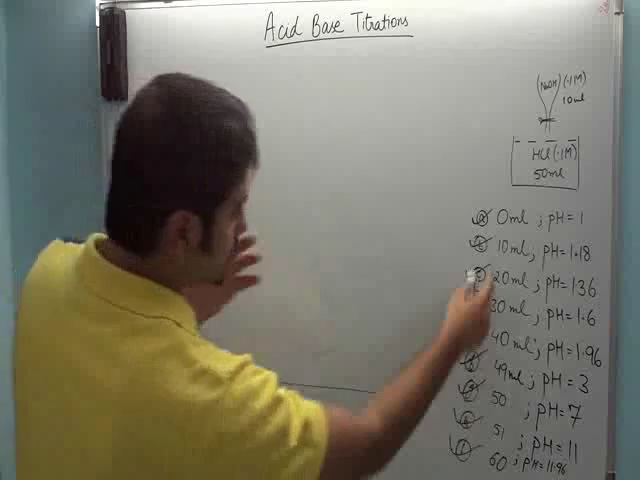 Acid Base Titrations
(NaOH) (.1M)
10ml
HCl (.1M)
50ml
0ml ; pH = 1
10ml ; pH = 1.18
20ml ; pH = 1.36
30ml ; pH = 1.6
40ml ; pH = 1.96
49ml ; pH = 3
50 ; pH = 7
51 ; pH = 11
60 ; pH = 11.96